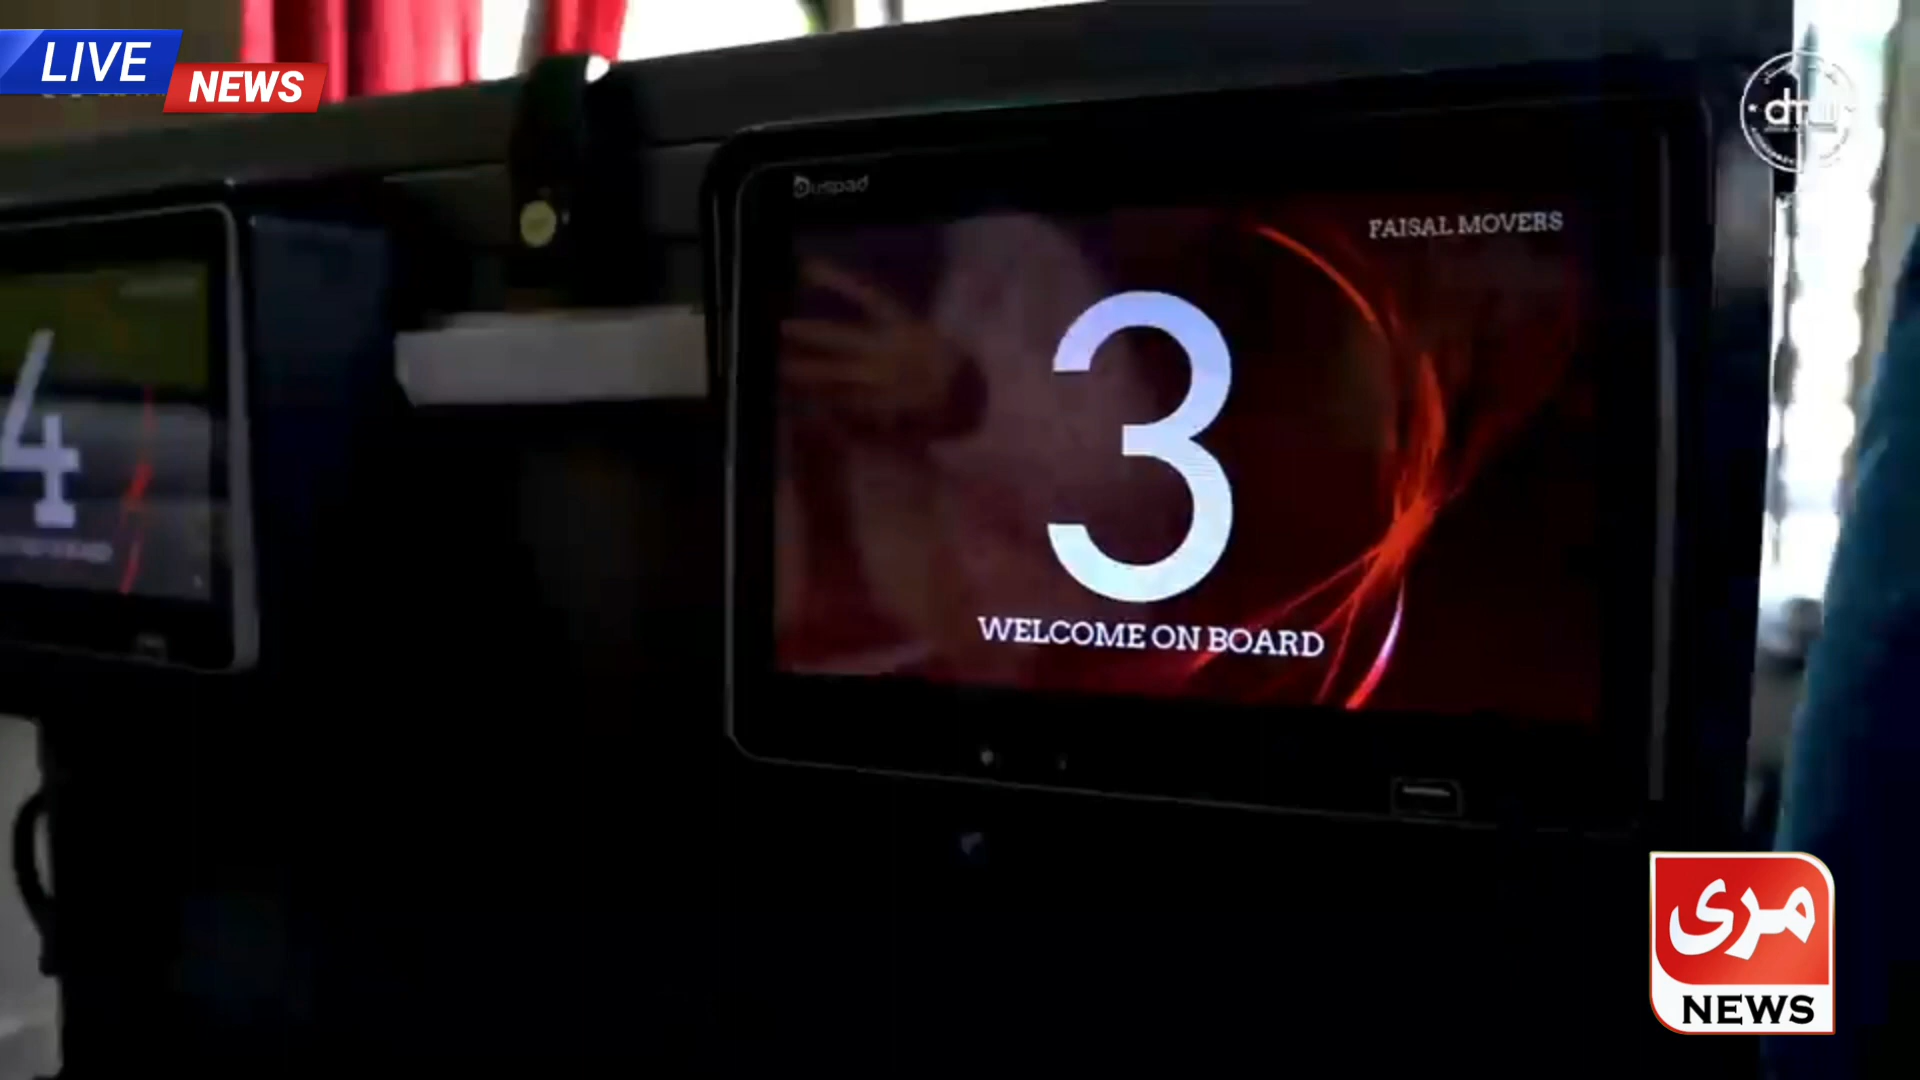 LIVE
NEWS
FAISAL MOVERS
3
WELCOME ON BOARD
4
مری
NEWS